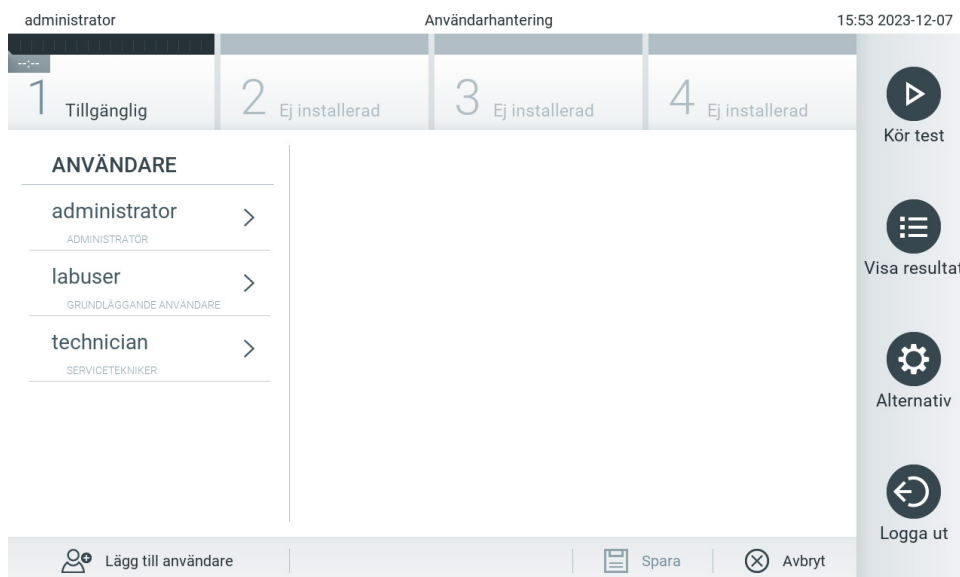 administrator
Användarhantering
15:53 2023-12-07
--:--
1 Tillgänglig
2 Ej installerad
3 Ej installerad
4 Ej installerad
ANVÄNDARE
administrator
ADMINISTRATÖR
labuser
GRUNDLÄGGANDE ANVÄNDARE
technician
SERVICETEKNIKER
Kör test
Visa resultat
Alternativ
Logga ut
Lägg till användare
Spara
Avbryt